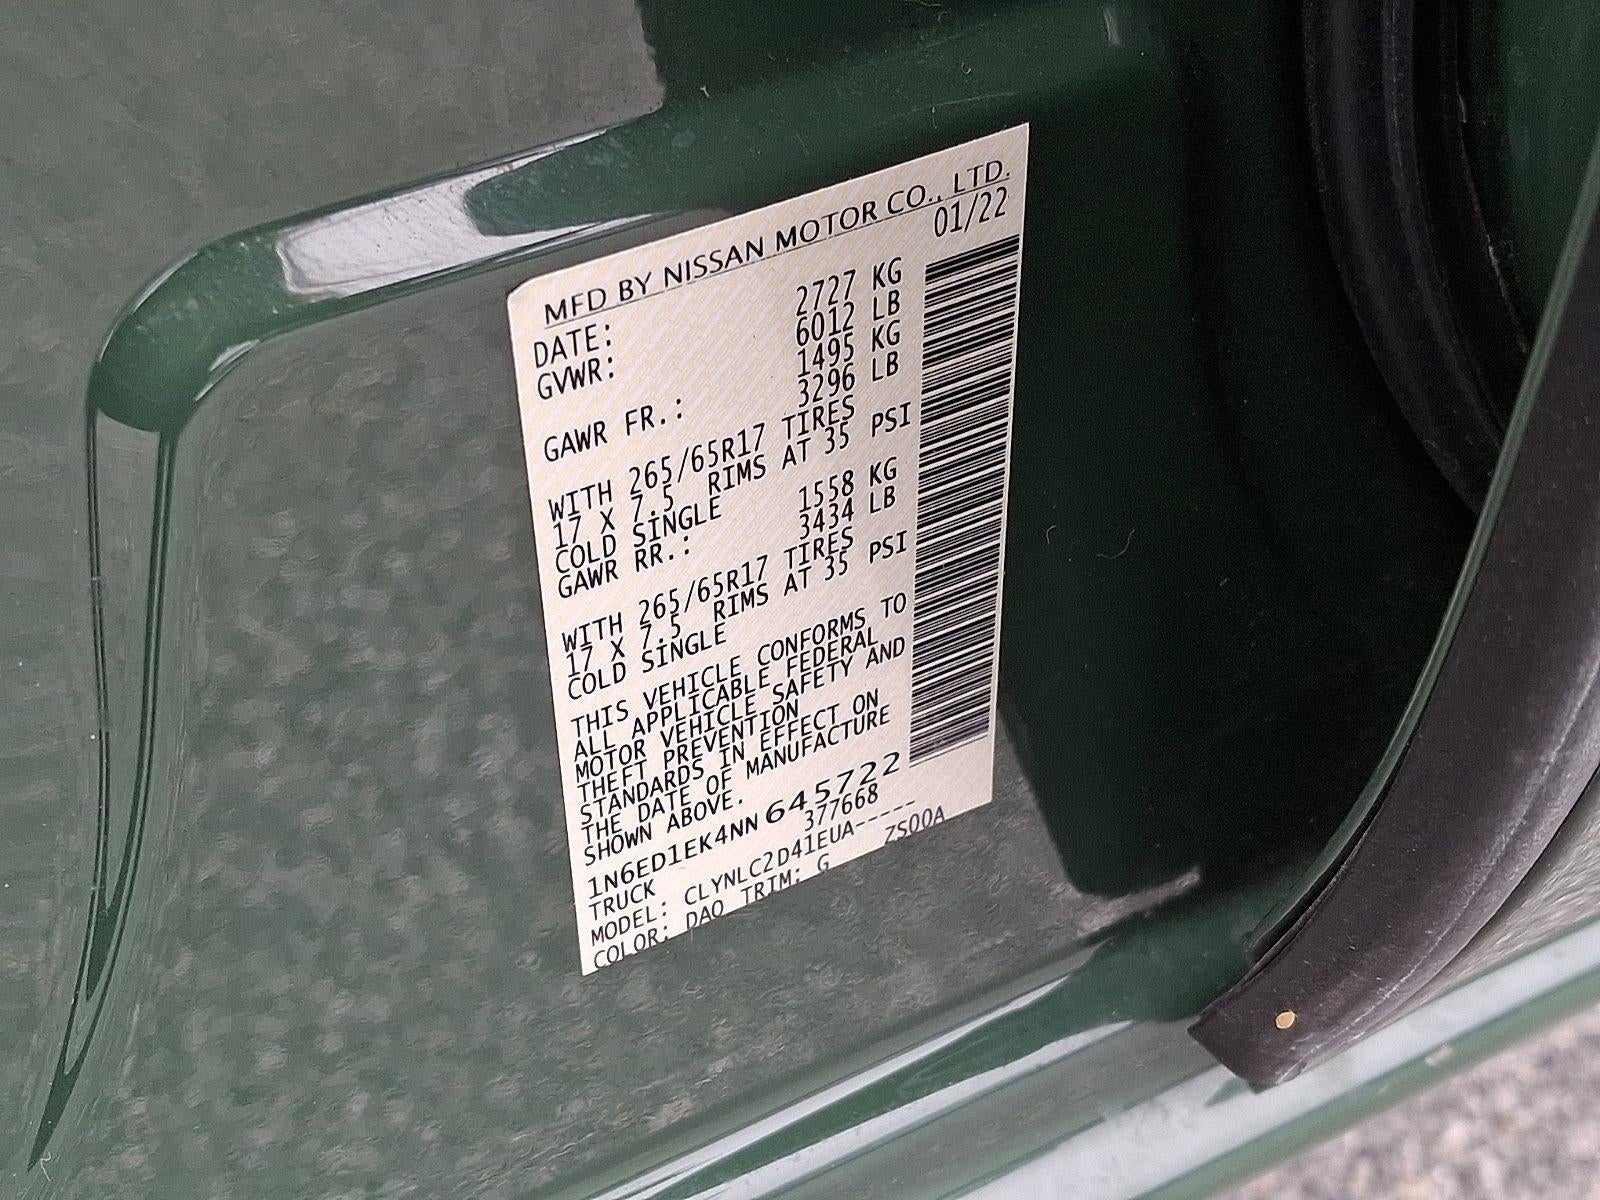 MFD BY NISSAN MOTOR CO., LTD.
DATE: 01/22
GVWR: 2727 KG
6012 LB
GAWR FR.: 1495 KG
3296 LB
WITH 265/65R17 TIRES
17 X 7.5 RIMS AT 35 PSI
COLD SINGLE
GAWR RR.: 1558 KG
3434 LB
WITH 265/65R17 TIRES
17 X 7.5 RIMS AT 35 PSI
COLD SINGLE
THIS VEHICLE CONFORMS TO
ALL APPLICABLE FEDERAL
MOTOR VEHICLE SAFETY AND
THEFT PREVENTION
STANDARDS IN EFFECT ON
THE DATE OF MANUFACTURE
SHOWN ABOVE.
1N6ED1EK4NN645722
TRUCK 377668
MODEL: CLYNLC2D41EUA-----
COLOR: DAO TRIM: G ZS00A